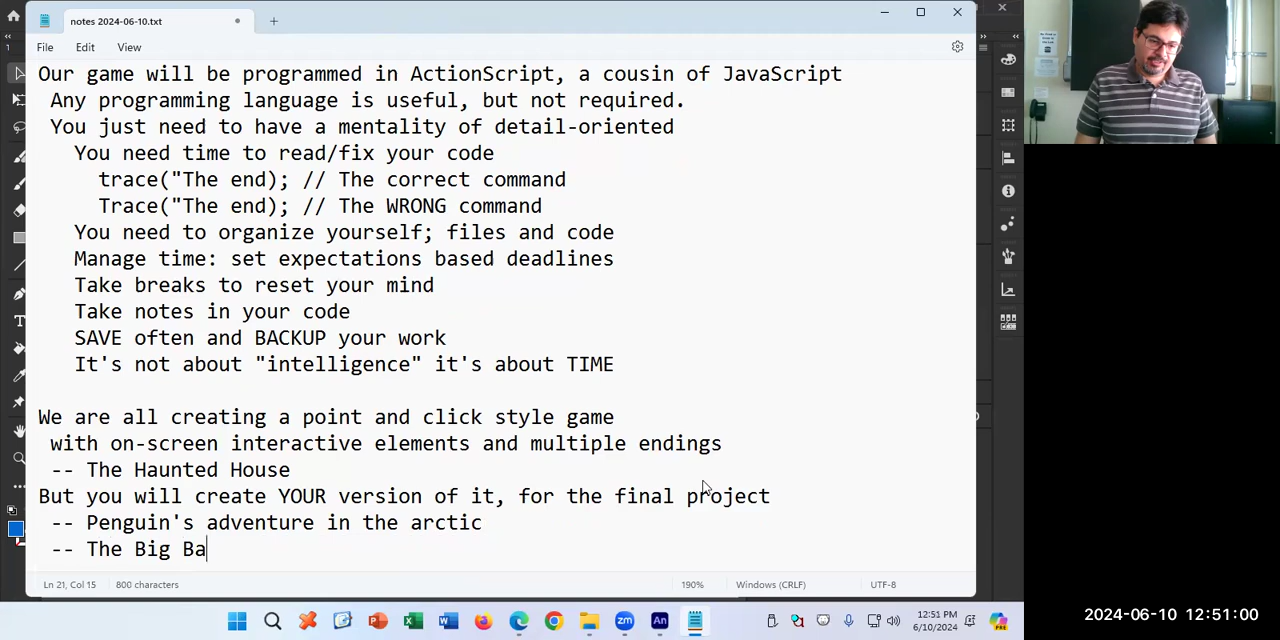 notes 2024-06-10.txt
File Edit View
Our game will be programmed in ActionScript, a cousin of JavaScript
Any programming language is useful, but not required.
You just need to have a mentality of detail-oriented
You need time to read/fix your code
trace("The end); // The correct command
Trace("The end); // The WRONG command
You need to organize yourself; files and code
Manage time: set expectations based deadlines
Take breaks to reset your mind
Take notes in your code
SAVE often and BACKUP your work
It's not about "intelligence" it's about TIME
We are all creating a point and click style game
with on-screen interactive elements and multiple endings
-- The Haunted House
But you will create YOUR version of it, for the final project
-- Penguin's adventure in the arctic
-- The Big Ba
Ln 21, Col 15 800 characters 190% Windows (CRLF) UTF-8
12:51 PM
6/10/2024
2024-06-10 12:51:00